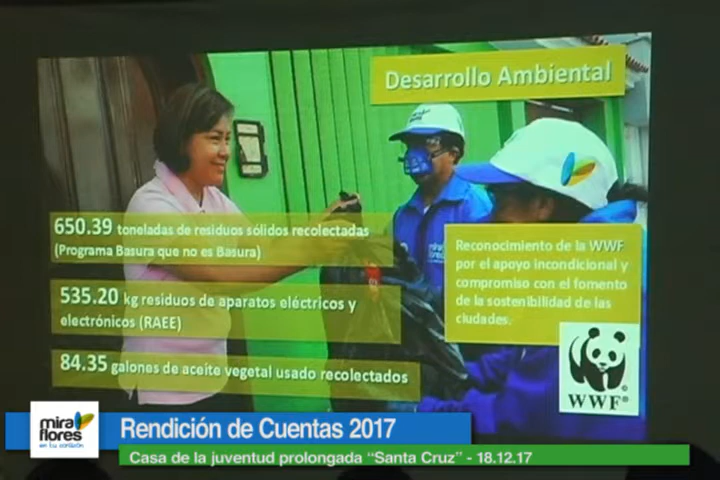 Desarrollo Ambiental
650.39 toneladas de residuos sólidos recolectadas
(Programa Basura que no es Basura)
535.20 kg residuos de aparatos eléctricos y
electrónicos (RAEE)
84.35 galones de aceite vegetal usado recolectados
Reconocimiento de la WWF
por el apoyo incondicional y
compromiso con el fomento
de la sostenibilidad de las
ciudades.
WWF
mira
flores
en tu corazón
Rendición de Cuentas 2017
Casa de la juventud prolongada “Santa Cruz” - 18.12.17